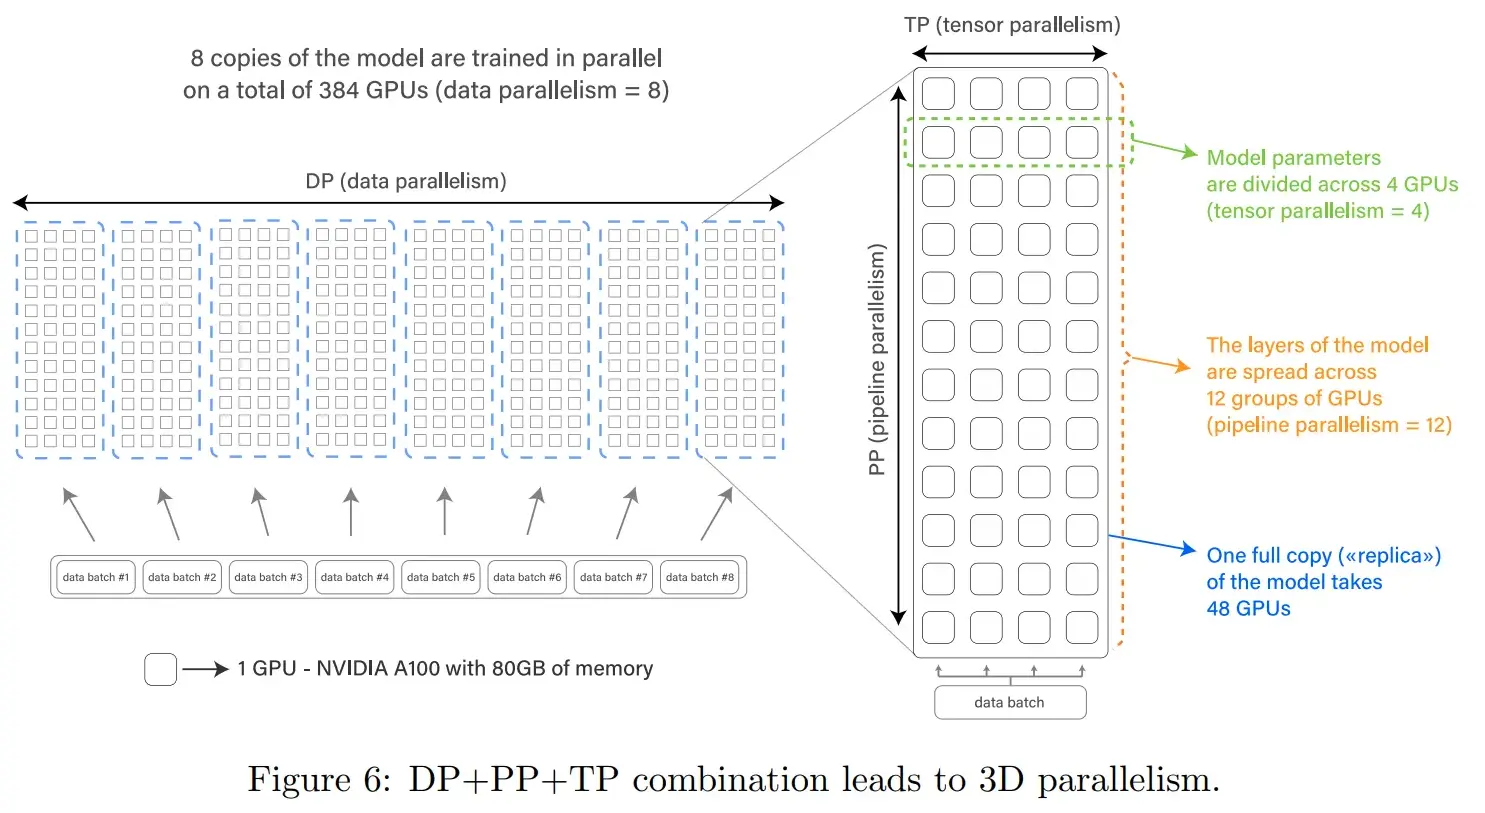 8 copies of the model are trained in parallel
on a total of 384 GPUs (data parallelism = 8)
DP (data parallelism)
data batch #1
data batch #2
data batch #3
data batch #4
data batch #5
data batch #6
data batch #7
data batch #8
1 GPU - NVIDIA A100 with 80GB of memory
TP (tensor parallelism)
PP (pipeline parallelism)
Model parameters
are divided across 4 GPUs
(tensor parallelism = 4)
The layers of the model
are spread across
12 groups of GPUs
(pipeline parallelism = 12)
One full copy («replica»)
of the model takes
48 GPUs
data batch
Figure 6: DP+PP+TP combination leads to 3D parallelism.